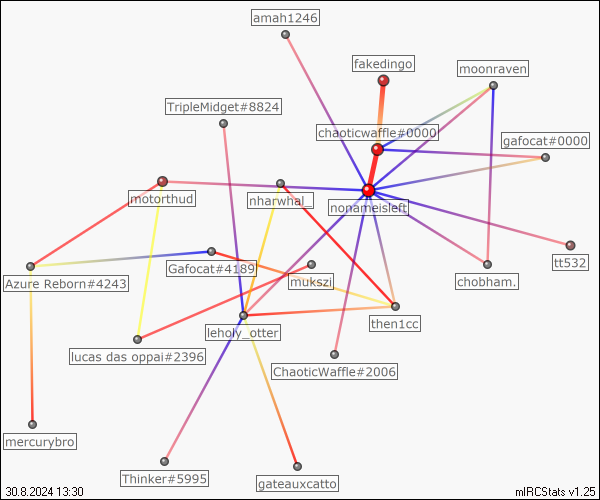 amah1246
fakedingo
moonraven
TripleMidget#8824
chaoticwaffle#0000
gafocat#0000
motorthud
nharwhal_
nonameisleft
Azure Reborn#4243
Gafocat#4189
mukszi
chobham.
tt532
leholy_otter
then1cc
lucas das oppai#2396
ChaoticWaffle#2006
mercurybro
Thinker#5995
gateauxcatto
30.8.2024 13:30
mIRCStats v1.25